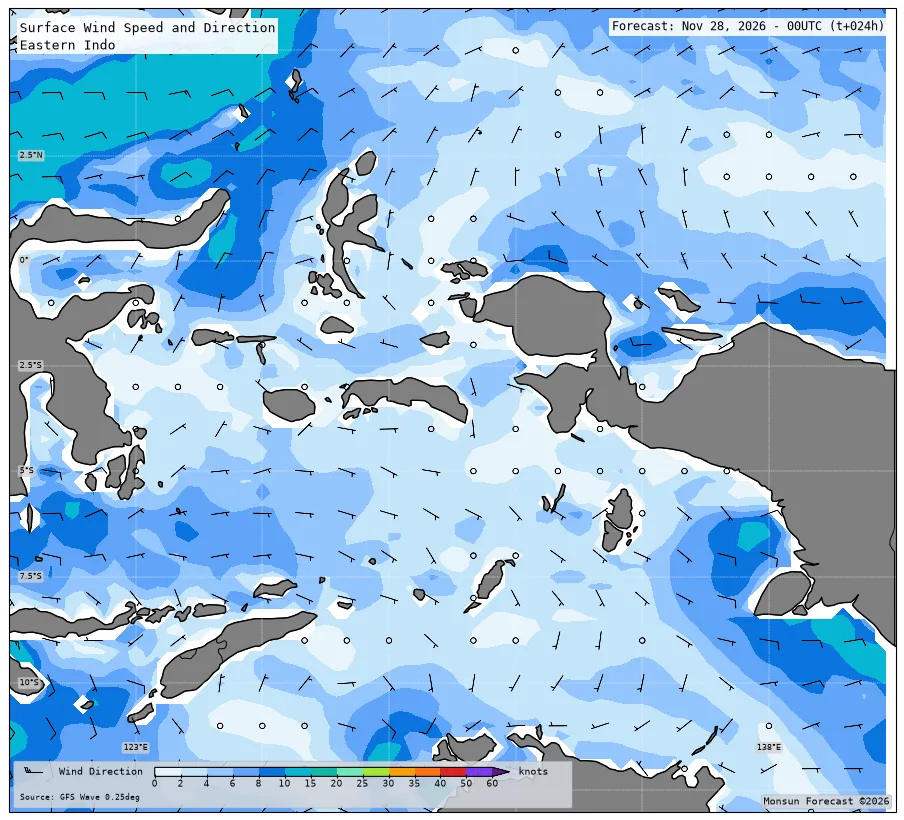 Surface Wind Speed and Direction
Eastern Indo
Forecast: Nov 28, 2026 - 00UTC (t+024h)
2.5°N
0°
2.5°S
5°S
7.5°S
10°S
123°E
138°E
Wind Direction
knots
0 2 4 6 8 10 15 20 25 30 35 40 50 60
Source: GFS Wave 0.25deg
Monsun Forecast ©2026